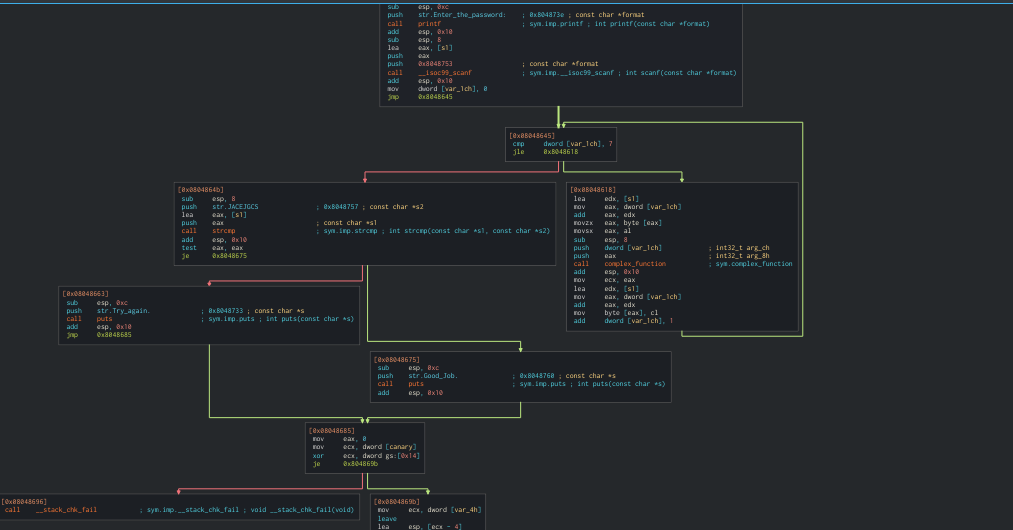 sub esp, 0xc
push str.Enter_the_password: ; 0x804873e ; const char *format
call printf ; sym.imp.printf ; int printf(const char *format)
add esp, 0x10
sub esp, 8
lea eax, [s1]
push eax
push 0x8048753 ; const char *format
call __isoc99_scanf ; sym.imp.__isoc99_scanf ; int scanf(const char *format)
add esp, 0x10
mov dword [var_1ch], 0
jmp 0x8048645
[0x08048645]
cmp dword [var_1ch], 7
jle 0x8048618
[0x0804864b]
sub esp, 8
push str.JACEJGCS ; 0x8048757 ; const char *s2
lea eax, [s1]
push eax ; const char *s1
call strcmp ; sym.imp.strcmp ; int strcmp(const char *s1, const char *s2)
add esp, 0x10
test eax, eax
je 0x8048675
[0x08048618]
lea edx, [s1]
mov eax, dword [var_1ch]
add eax, edx
movzx eax, byte [eax]
movsx eax, al
sub esp, 8
push dword [var_1ch] ; int32_t arg_ch
push eax ; int32_t arg_8h
call complex_function ; sym.complex_function
add esp, 0x10
mov ecx, eax
lea edx, [s1]
mov eax, dword [var_1ch]
add eax, edx
mov byte [eax], cl
add dword [var_1ch], 1
[0x08048663]
sub esp, 0xc
push str.Try_again. ; 0x8048733 ; const char *s
call puts ; sym.imp.puts ; int puts(const char *s)
add esp, 0x10
jmp 0x8048685
[0x08048675]
sub esp, 0xc
push str.Good_Job. ; 0x8048760 ; const char *s
call puts ; sym.imp.puts ; int puts(const char *s)
add esp, 0x10
[0x08048685]
mov eax, 0
mov ecx, dword [canary]
xor ecx, dword gs:[0x14]
je 0x804869b
[0x08048696]
call __stack_chk_fail ; sym.imp.__stack_chk_fail ; void __stack_chk_fail(void)
[0x0804869b]
mov ecx, dword [var_4h]
leave
lea esp, [ecx - 4]